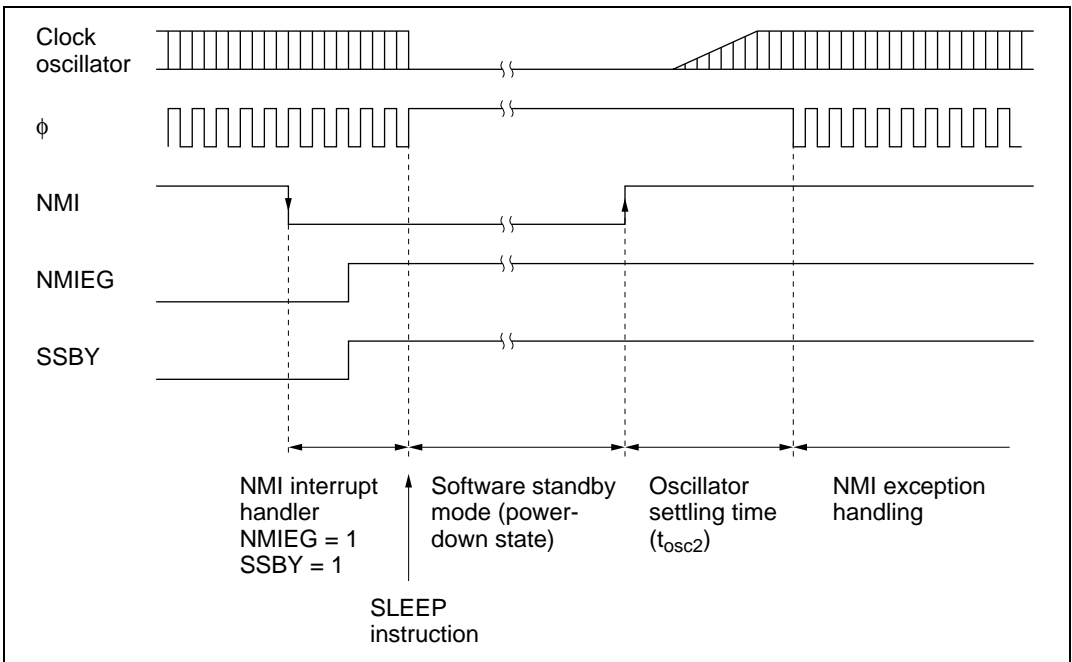 Clock
oscillator
φ
NMI
NMIEG
SSBY
NMI interrupt
handler
NMIEG = 1
SSBY = 1
Software standby
mode (power-
down state)
Oscillator
settling time
(tosc2)
NMI exception
handling
SLEEP
instruction